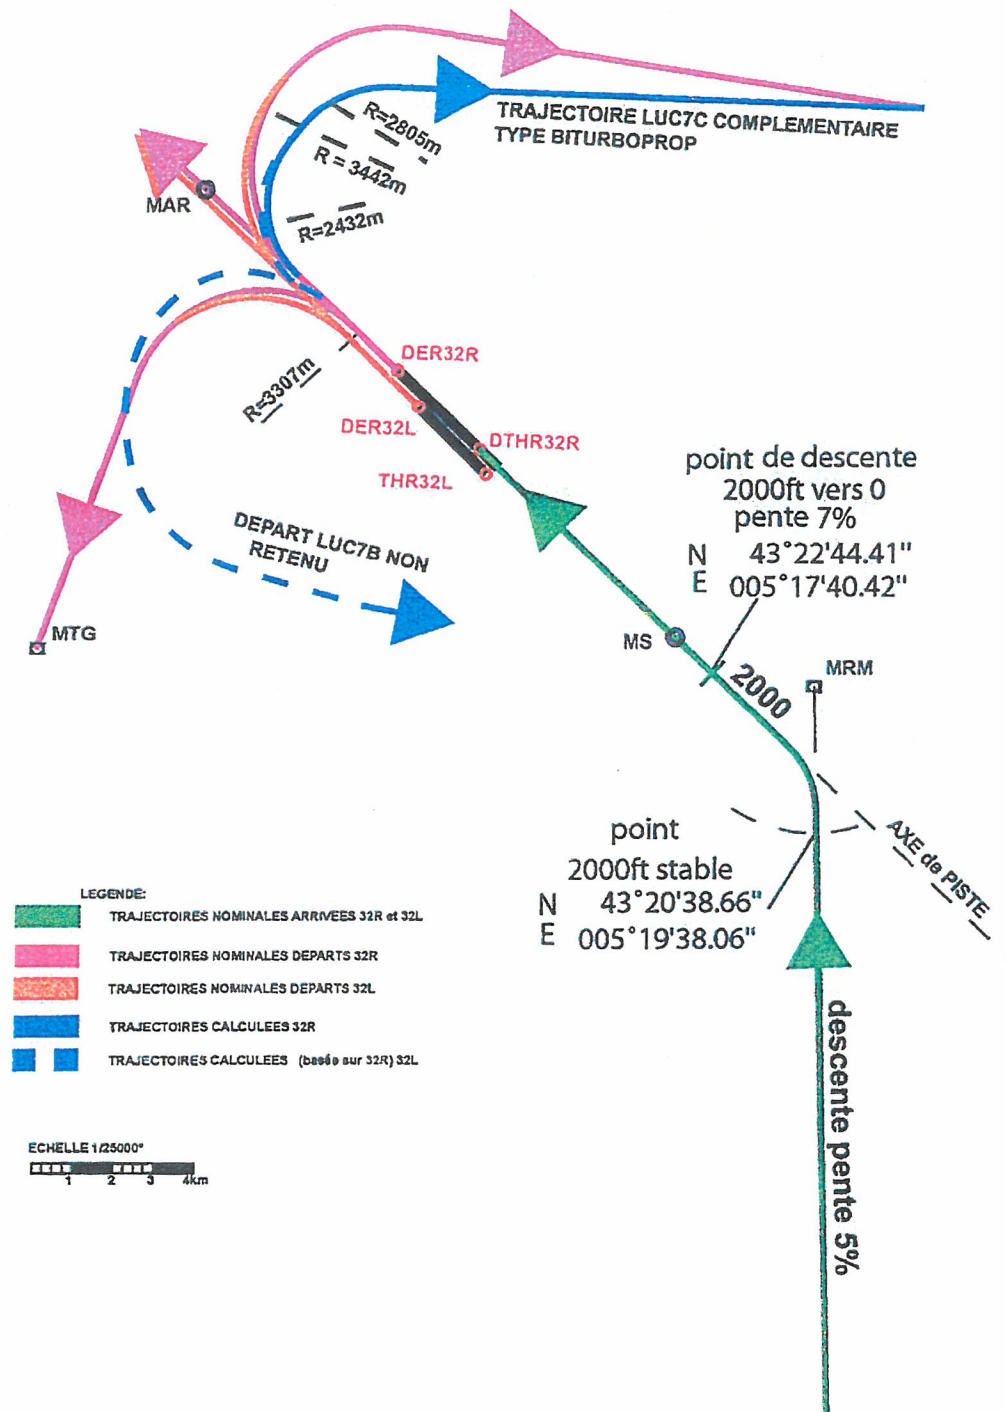 TRAJECTOIRE LUC7C COMPLEMENTAIRE
TYPE BITURBOPROP
R=2805m
R = 3442m
R=2432m
MAR
DER32R
R=3307m
DER32L
DTHR32R
THR32L
point de descente
2000ft vers 0
pente 7%
N 43°22'44.41"
E 005°17'40.42"
DEPART LUC7B NON
RETENU
MTG
MS
MRM
2000
AXE de PISTE
point
2000ft stable
N 43°20'38.66"
E 005°19'38.06"
LEGENDE:
TRAJECTOIRES NOMINALES ARRIVEES 32R et 32L
TRAJECTOIRES NOMINALES DEPARTS 32R
TRAJECTOIRES NOMINALES DEPARTS 32L
TRAJECTOIRES CALCULEES 32R
TRAJECTOIRES CALCULEES (basée sur 32R) 32L
descente pente 5%
ECHELLE 1/25000°
1 2 3 4km